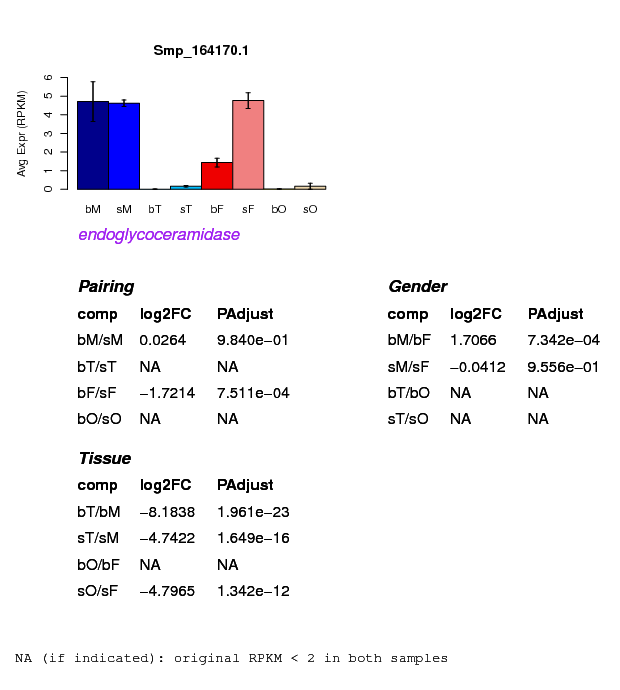 Smp_164170.1
Avg Expr (RPKM)
6
5
4
3
2
1
0
bM sM bT sT bF sF bO sO
endoglycoceramidase
Pairing
comp log2FC PAdjust
bM/sM 0.0264 9.840e−01
bT/sT NA NA
bF/sF −1.7214 7.511e−04
bO/sO NA NA
Gender
comp log2FC PAdjust
bM/bF 1.7066 7.342e−04
sM/sF −0.0412 9.556e−01
bT/bO NA NA
sT/sO NA NA
Tissue
comp log2FC PAdjust
bT/bM −8.1838 1.961e−23
sT/sM −4.7422 1.649e−16
bO/bF NA NA
sO/sF −4.7965 1.342e−12
NA (if indicated): original RPKM < 2 in both samples